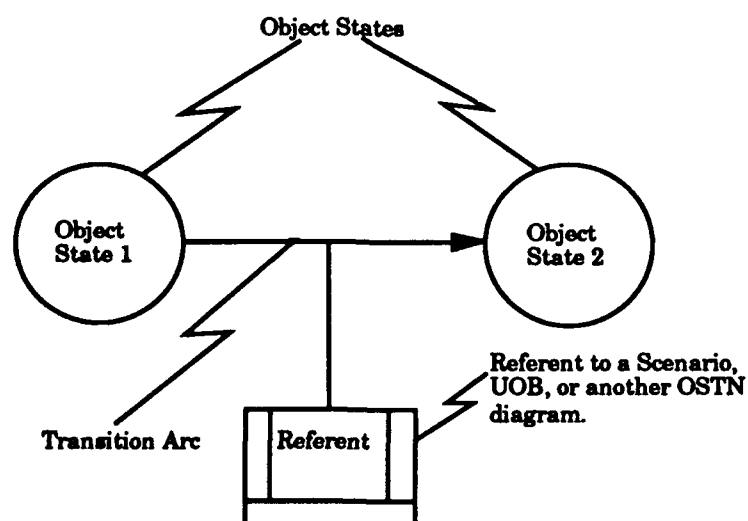 Object States
Object
State 1
Object
State 2
Referent to a Scenario,
UOB, or another OSTN
diagram.
Transition Arc
Referent